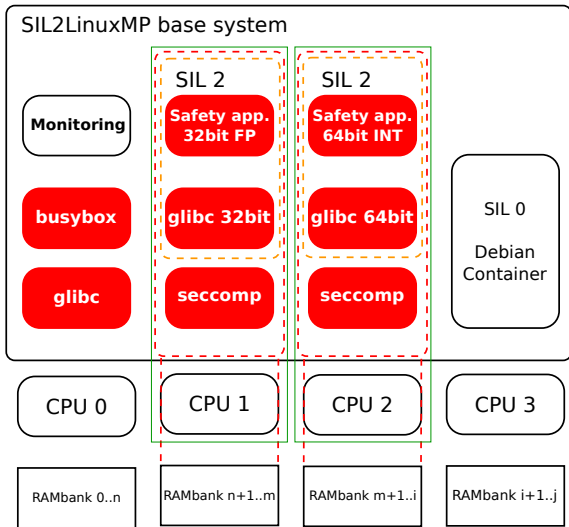 SIL2LinuxMP base system
Monitoring
busybox
glibc
SIL 2
Safety app.
32bit FP
glibc 32bit
seccomp
SIL 2
Safety app.
64bit INT
glibc 64bit
seccomp
SIL 0
Debian
Container
CPU 0
CPU 1
CPU 2
CPU 3
RAMbank 0..n
RAMbank n+1..m
RAMbank m+1..i
RAMbank i+1..j